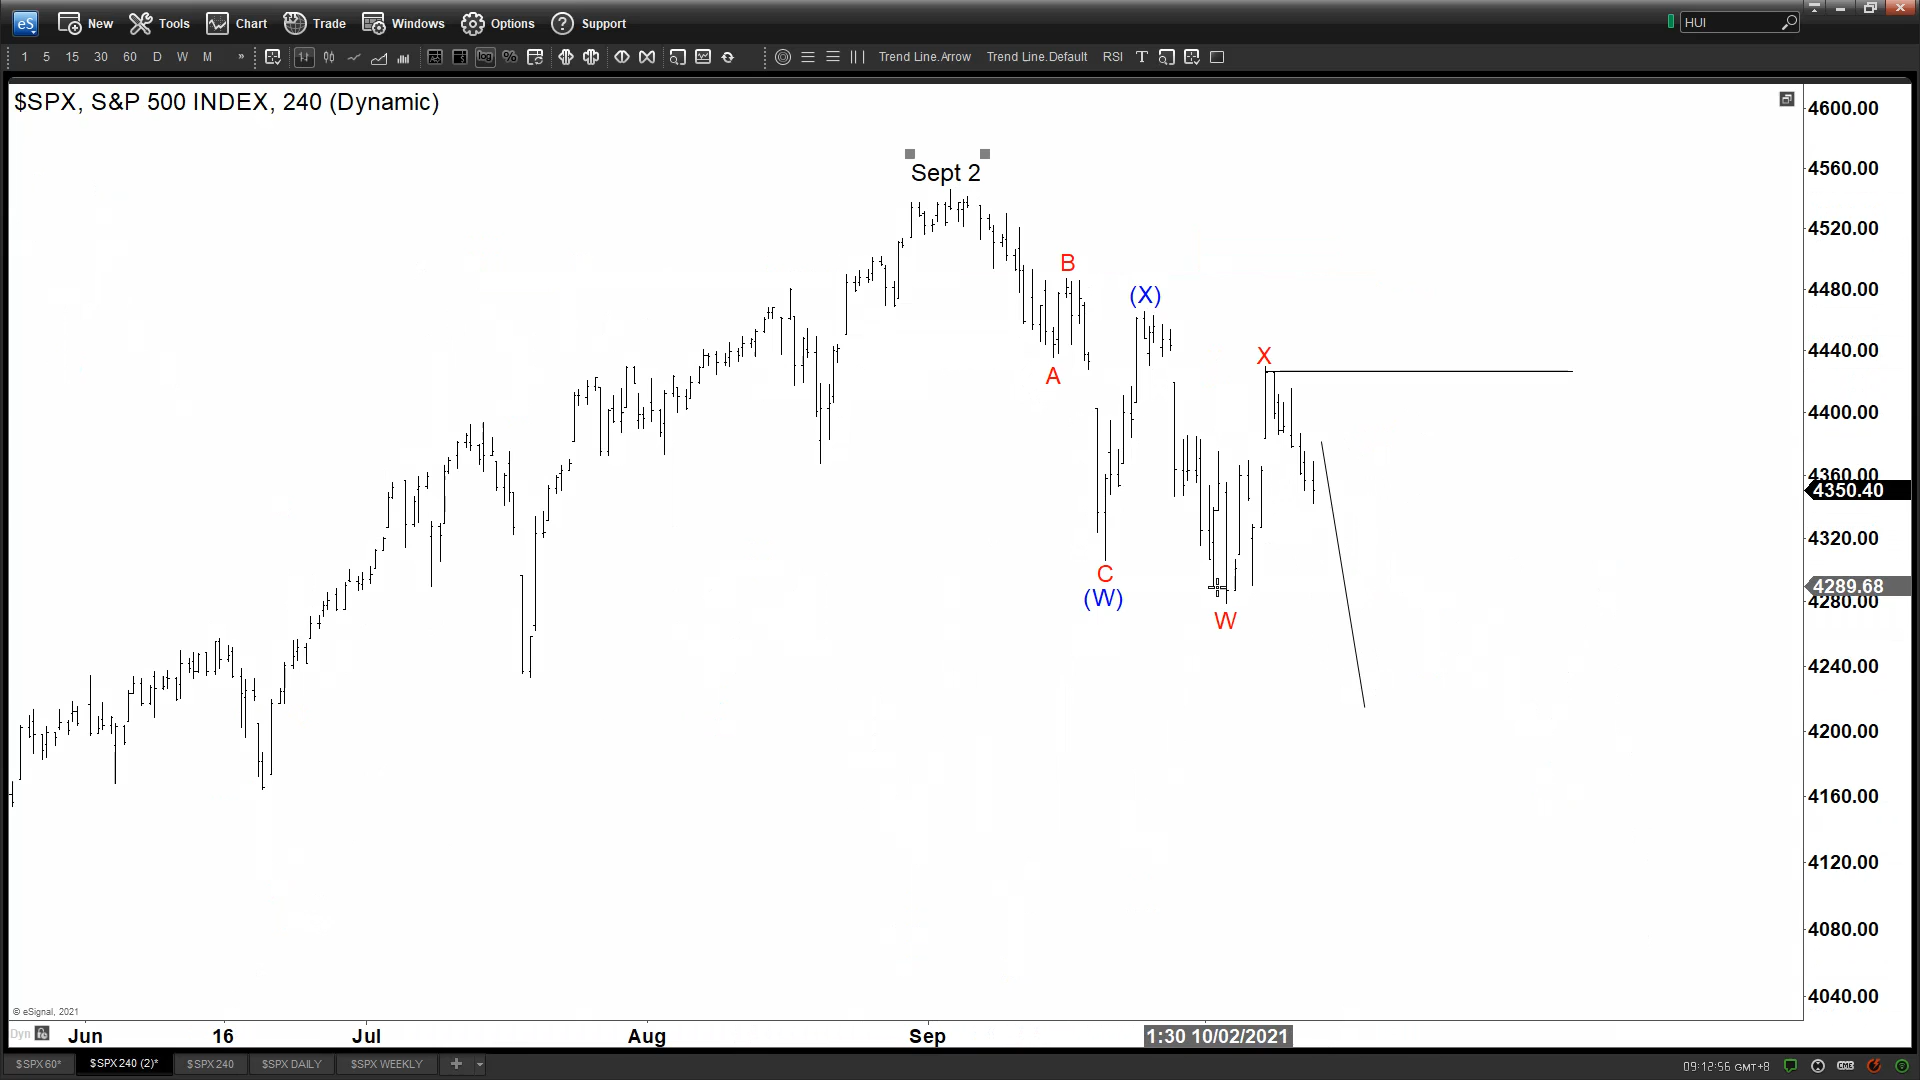 eS New Tools Chart Trade Windows Options Support HUI
1 5 15 30 60 D W M » Trend Line.Arrow Trend Line.Default RSI T
$SPX, S&P 500 INDEX, 240 (Dynamic)
4600.00
Sept 2
4560.00
4520.00
B
4480.00
(X)
4440.00
X
A
4400.00
4360.00
4350.40
4320.00
C
4289.68
(W)
4280.00
W
4240.00
4200.00
4160.00
4120.00
4080.00
4040.00
© eSignal, 2021
Dyn Jun 16 Jul Aug Sep 1:30 10/02/2021
$SPX 60* $SPX 240 (2)* $SPX 240 $SPX DAILY $SPX WEEKLY + 09:12:56 GMT+8 CME